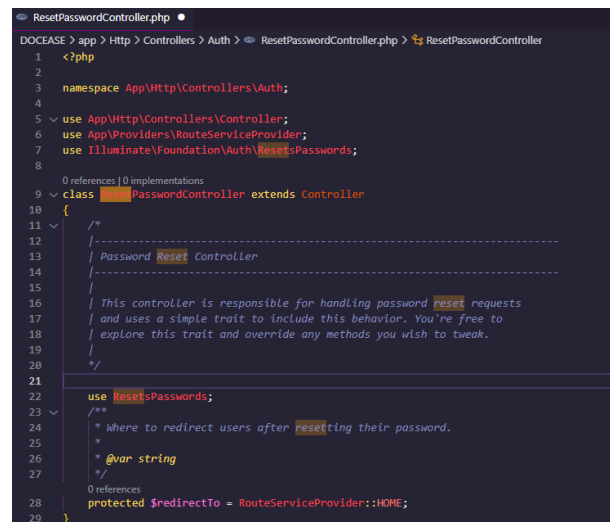 ResetPasswordController.php ●
DOCEASE > app > Http > Controllers > Auth > ResetPasswordController.php > ResetPasswordController
1 <?php
2
3 namespace App\Http\Controllers\Auth;
4
5 use App\Http\Controllers\Controller;
6 use App\Providers\RouteServiceProvider;
7 use Illuminate\Foundation\Auth\ResetsPasswords;
8
0 references | 0 implementations
9 class ResetPasswordController extends Controller
10 {
11 /*
12 |--------------------------------------------------------------------------
13 | Password Reset Controller
14 |--------------------------------------------------------------------------
15 |
16 | This controller is responsible for handling password reset requests
17 | and uses a simple trait to include this behavior. You're free to
18 | explore this trait and override any methods you wish to tweak.
19 |
20 */
21
22 use ResetsPasswords;
23 /**
24 * Where to redirect users after resetting their password.
25 *
26 * @var string
27 */
0 references
28 protected $redirectTo = RouteServiceProvider::HOME;
29 }